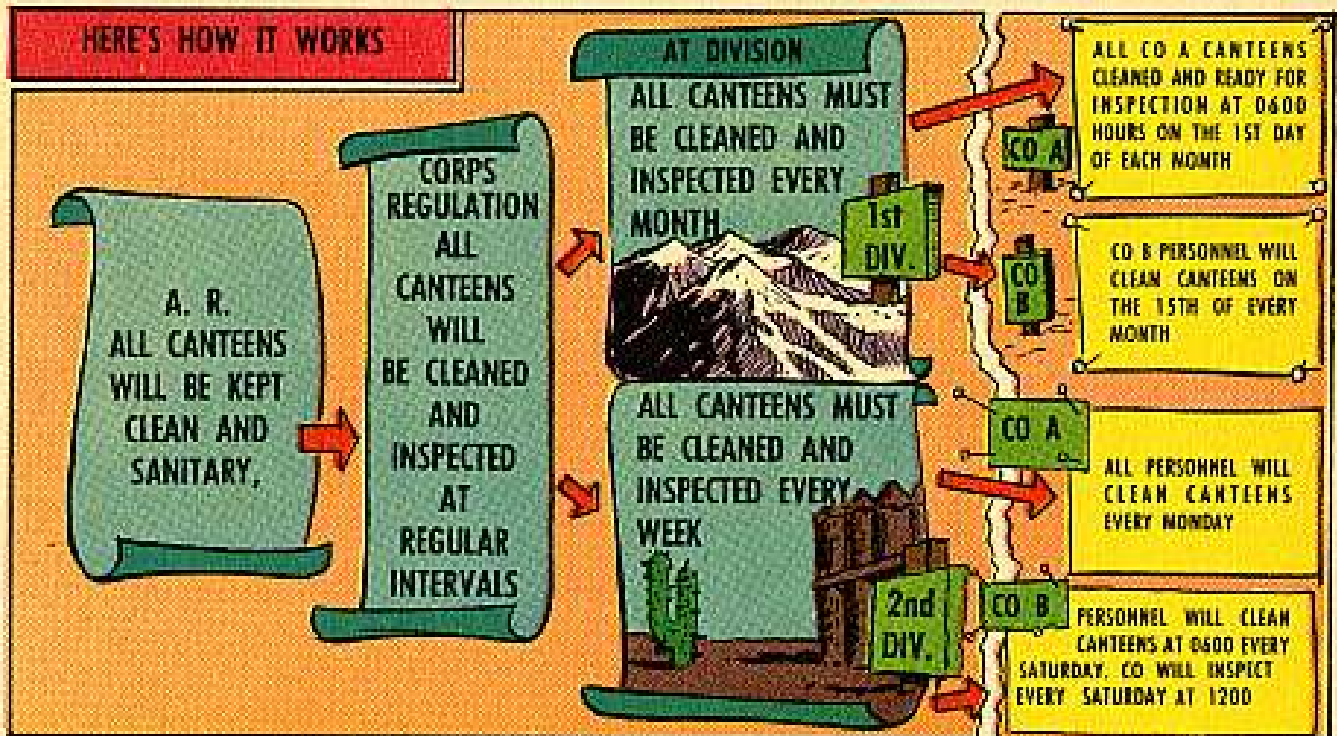 HERE'S HOW IT WORKS
A. R.
ALL CANTEENS
WILL BE KEPT
CLEAN AND
SANITARY,
CORPS
REGULATION
ALL
CANTEENS
WILL
BE CLEANED
AND
INSPECTED
AT
REGULAR
INTERVALS
AT DIVISION
ALL CANTEENS MUST
BE CLEANED AND
INSPECTED EVERY
MONTH
1st
DIV.
CO A
ALL CO A CANTEENS
CLEANED AND READY FOR
INSPECTION AT 0600
HOURS ON THE 1ST DAY
OF EACH MONTH
CO
B
CO B PERSONNEL WILL
CLEAN CANTEENS ON
THE 15TH OF EVERY
MONTH
ALL CANTEENS MUST
BE CLEANED AND
INSPECTED EVERY
WEEK
2nd
DIV.
CO A
ALL PERSONNEL WILL
CLEAN CANTEENS
EVERY MONDAY
CO B
PERSONNEL WILL CLEAN
CANTEENS AT 0600 EVERY
SATURDAY. CO WILL INSPECT
EVERY SATURDAY AT 1200